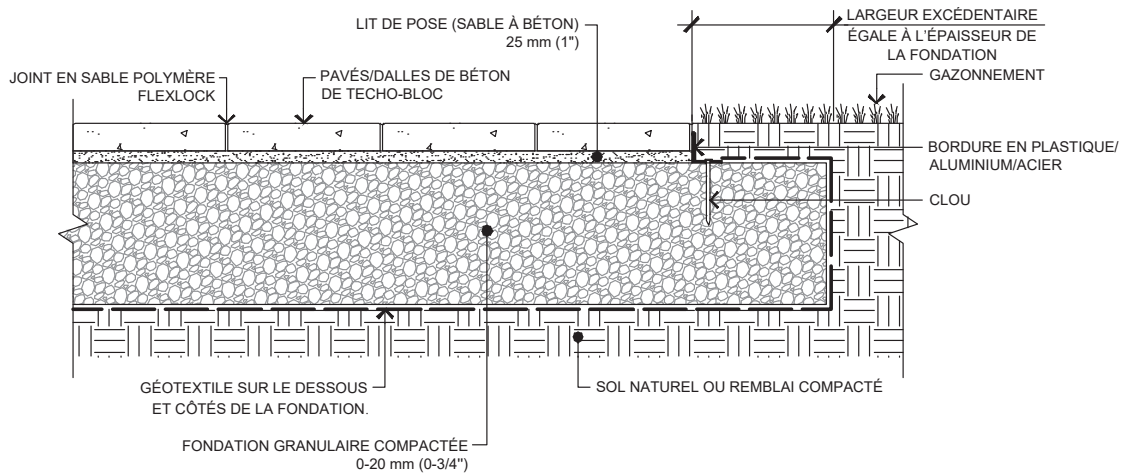 LIT DE POSE (SABLE À BÉTON)
25 mm (1")
LARGEUR EXCÉDENTAIRE
ÉGALE À L'ÉPAISSEUR DE
LA FONDATION
JOINT EN SABLE POLYMÈRE
FLEXLOCK
PAVÉS/DALLES DE BÉTON
DE TECHO-BLOC
GAZONNEMENT
BORDURE EN PLASTIQUE/
ALUMINIUM/ACIER
CLOU
GÉOTEXTILE SUR LE DESSOUS
ET CÔTÉS DE LA FONDATION.
SOL NATUREL OU REMBLAI COMPACTÉ
FONDATION GRANULAIRE COMPACTÉE
0-20 mm (0-3/4")